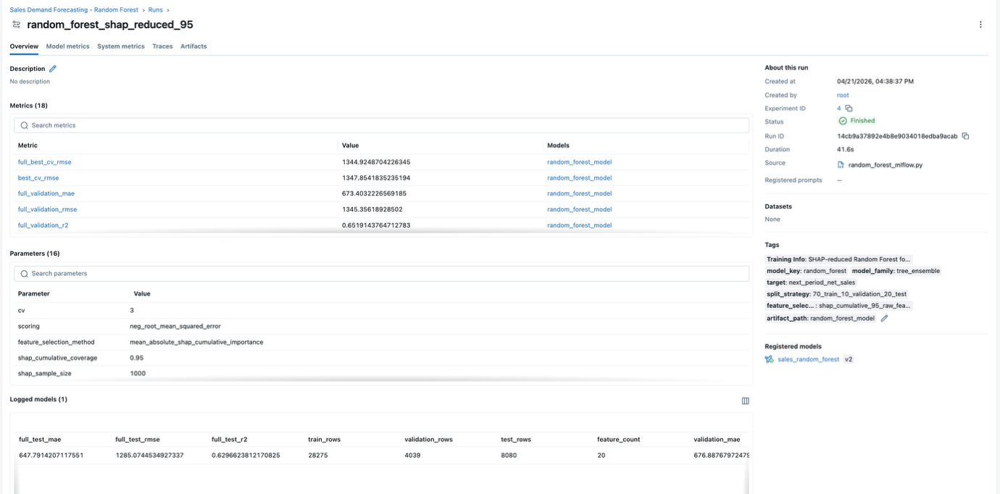 Sales Demand Forecasting - Random Forest › Runs ›
random_forest_shap_reduced_95
Overview Model metrics System metrics Traces Artifacts
Description
No description
Metrics (18)
Search metrics
Metric Value Models
full_best_cv_rmse 1344.9248704226345 random_forest_model
best_cv_rmse 1347.8541835235194 random_forest_model
full_validation_mae 673.4032226569185 random_forest_model
full_validation_rmse 1345.35618928502 random_forest_model
full_validation_r2 0.6519143764712783 random_forest_model
Parameters (16)
Search parameters
Parameter Value
cv 3
scoring neg_root_mean_squared_error
feature_selection_method mean_absolute_shap_cumulative_importance
shap_cumulative_coverage 0.95
shap_sample_size 1000
Logged models (1)
full_test_mae full_test_rmse full_test_r2 train_rows validation_rows test_rows feature_count validation_mae
647.7914207117551 1285.0744534927337 0.6296623812170825 28275 4039 8080 20 676.88767972479
About this run
Created at 04/21/2026, 04:38:37 PM
Created by root
Experiment ID 4
Status Finished
Run ID 14cb9a37892e4b8e9034018edba9acab
Duration 41.6s
Source random_forest_mlflow.py
Registered prompts —
Datasets
None
Tags
Training Info: SHAP-reduced Random Forest fo...
model_key: random_forest model_family: tree_ensemble
target: next_period_net_sales
split_strategy: 70_train_10_validation_20_test
feature_selec... : shap_cumulative_95_raw_fea...
artifact_path: random_forest_model
Registered models
sales_random_forest v2